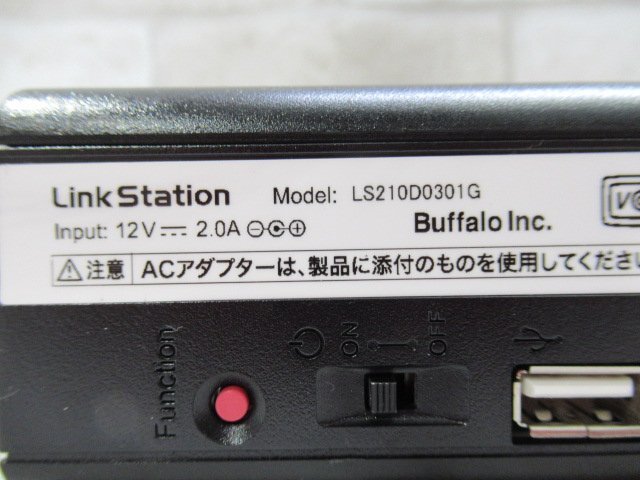 LinkStation Model: LS210D0301G
Input: 12V 2.0A Buffalo Inc.
注意 ACアダプターは、製品に添付のものを使用してくださ
Function
ON OFF